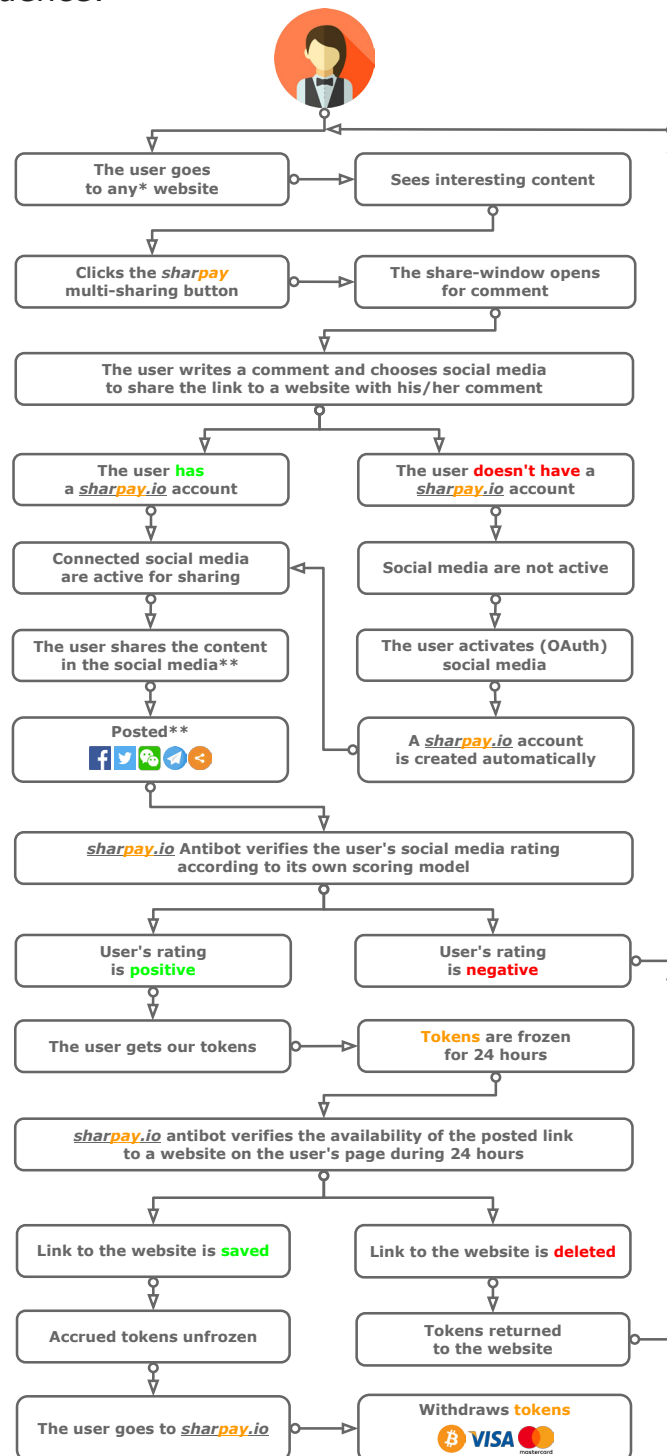 The user goes
to any* website
Sees interesting content
Clicks the sharpay
multi-sharing button
The share-window opens
for comment
The user writes a comment and chooses social media
to share the link to a website with his/her comment
The user has
a sharpay.io account
The user doesn't have a
sharpay.io account
Connected social media
are active for sharing
Social media are not active
The user shares the content
in the social media**
The user activates (OAuth)
social media
Posted**
A sharpay.io account
is created automatically
sharpay.io Antibot verifies the user's social media rating
according to its own scoring model
User's rating
is positive
User's rating
is negative
The user gets our tokens
Tokens are frozen
for 24 hours
sharpay.io antibot verifies the availability of the posted link
to a website on the user's page during 24 hours
Link to the website is saved
Link to the website is deleted
Accrued tokens unfrozen
Tokens returned
to the website
The user goes to sharpay.io
Withdraws tokens
VISA
mastercard